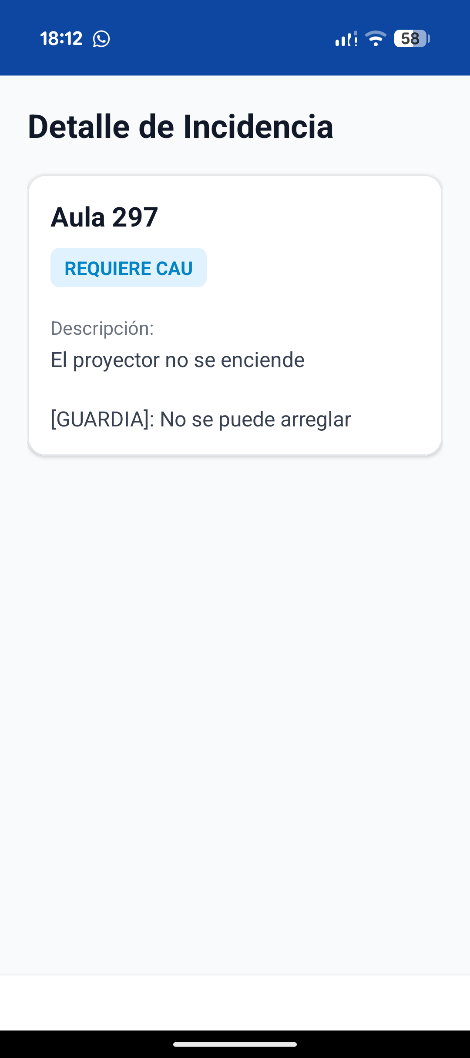 18:12
58
Detalle de Incidencia
Aula 297
REQUIERE CAU
Descripción:
El proyector no se enciende
[GUARDIA]: No se puede arreglar